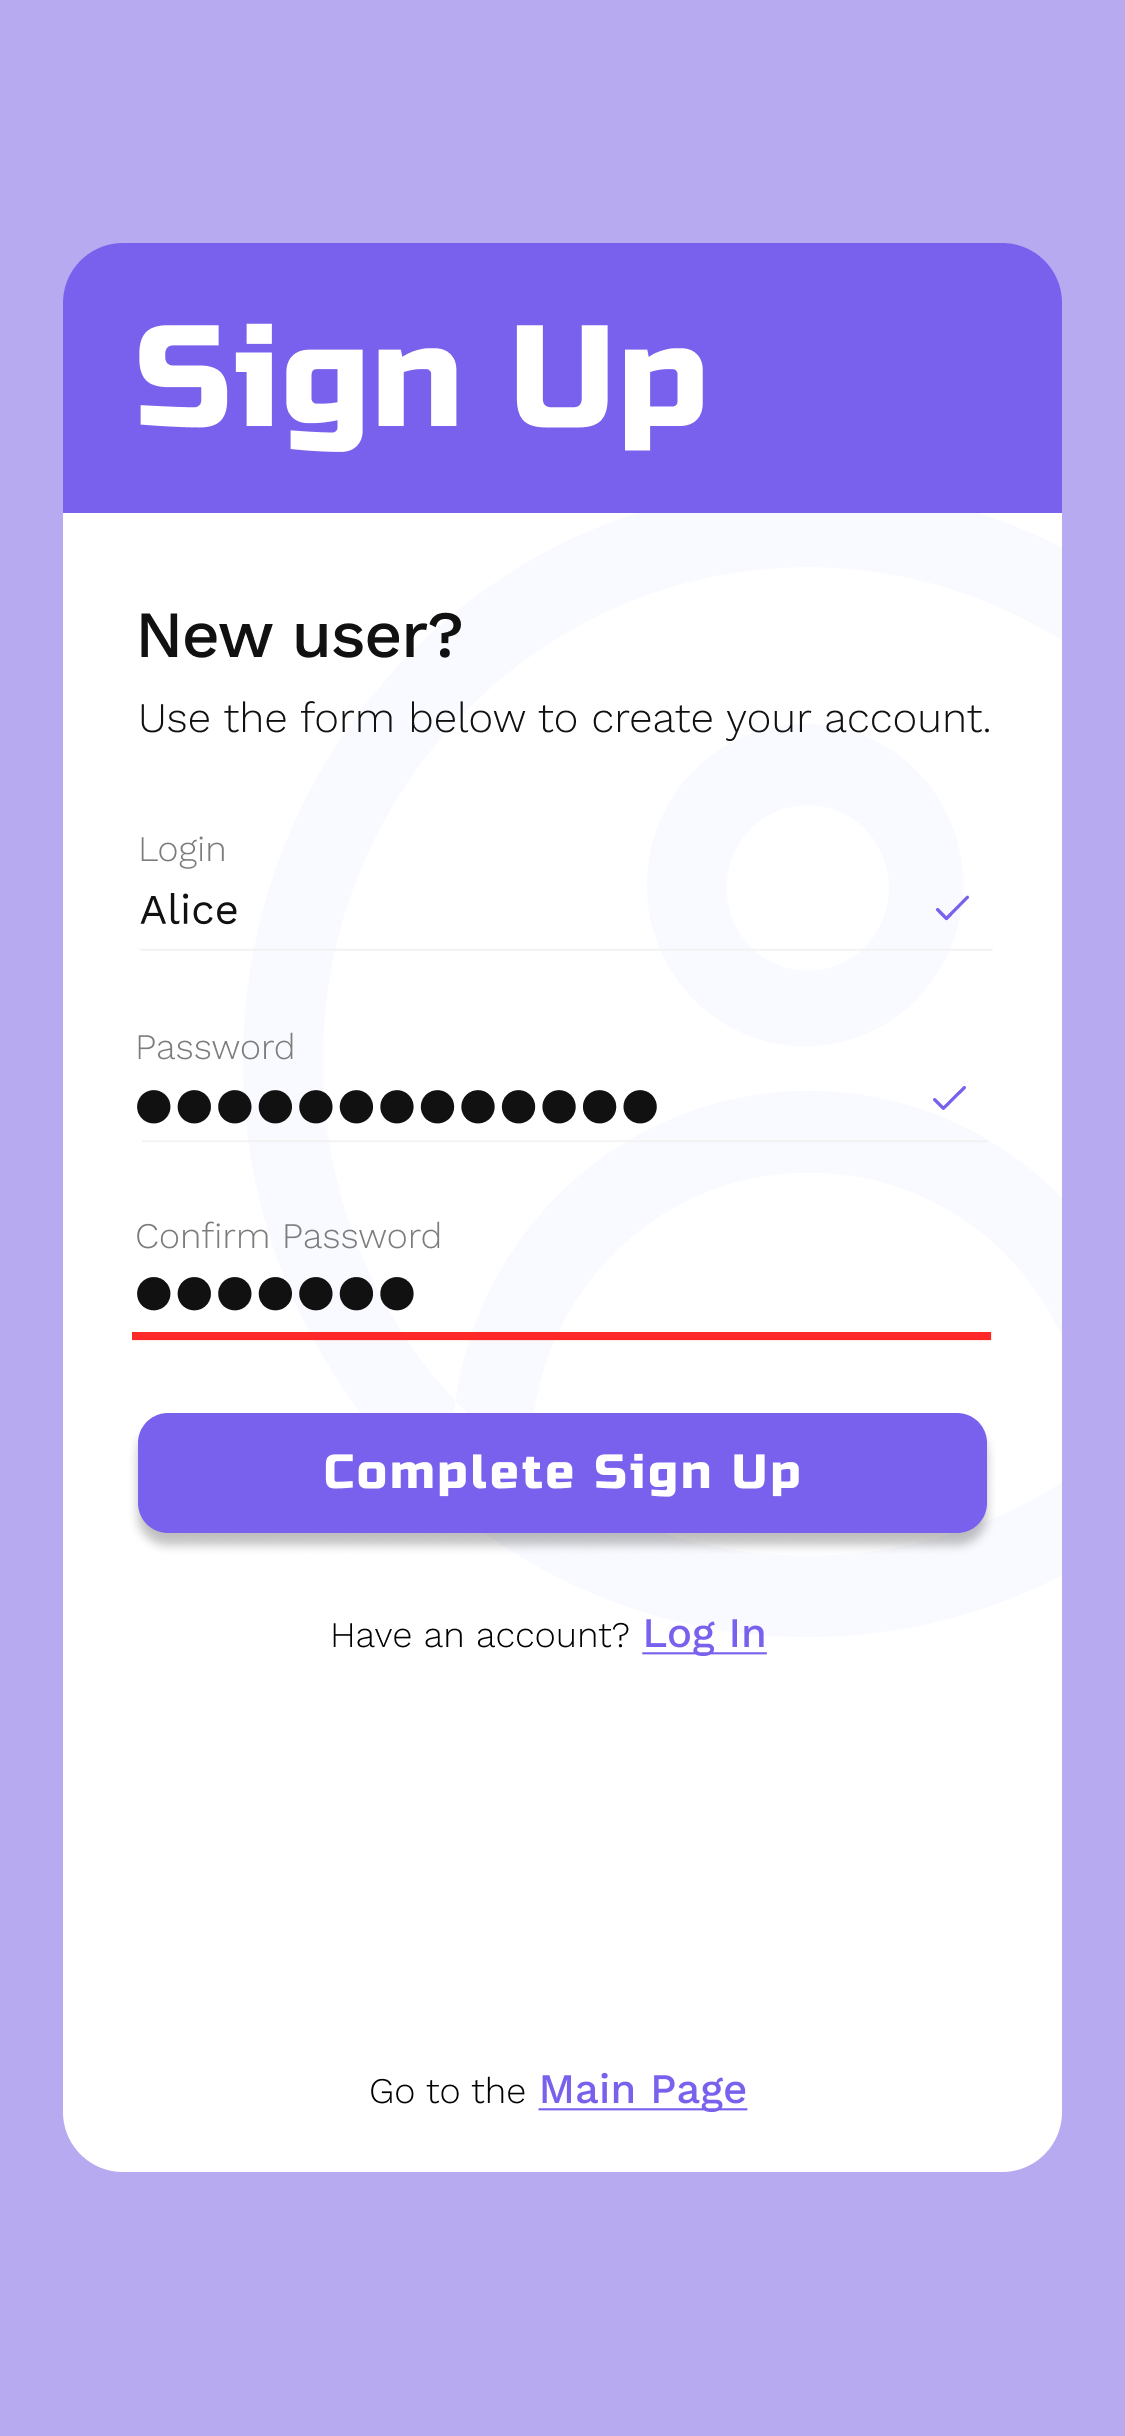 Sign Up
New user?
Use the form below to create your account.
Login
Alice
Password
●●●●●●●●●●●●●
Confirm Password
●●●●●●●
Complete Sign Up
Have an account? Log In
Go to the Main Page